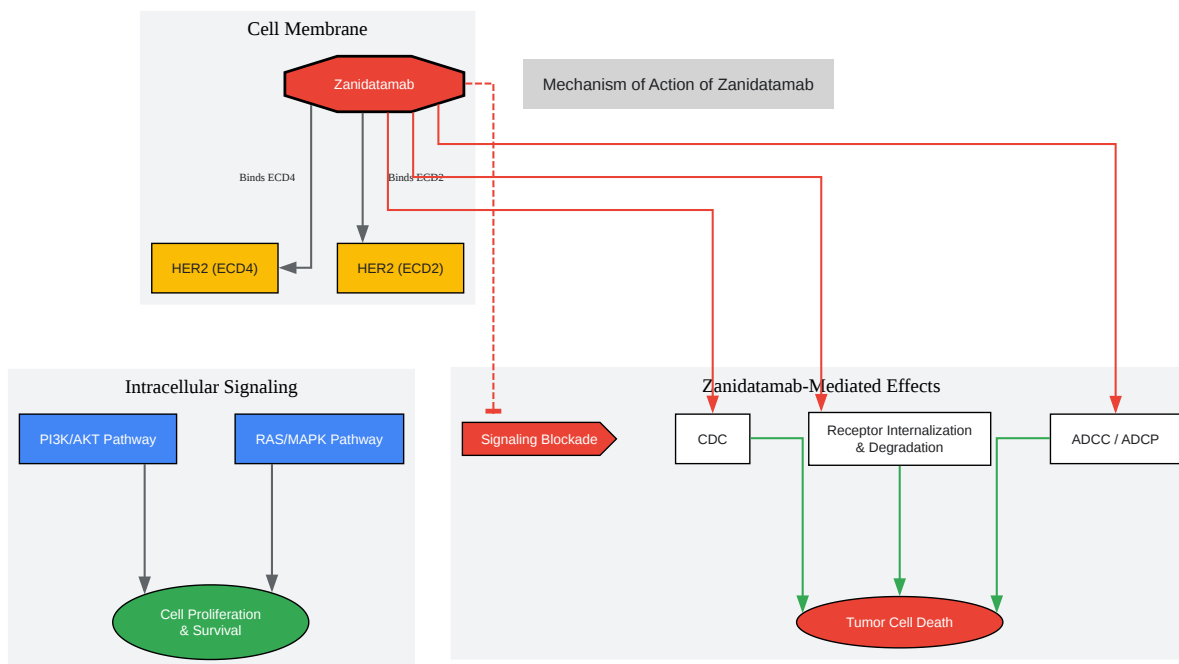 Cell Membrane
Zanidatamab
Mechanism of Action of Zanidatamab
Binds ECD4
Binds ECD2
HER2 (ECD4)
HER2 (ECD2)
Intracellular Signaling
Zanidatamab-Mediated Effects
PI3K/AKT Pathway
RAS/MAPK Pathway
Signaling Blockade
CDC
Receptor Internalization
& Degradation
ADCC / ADCP
Cell Proliferation
& Survival
Tumor Cell Death